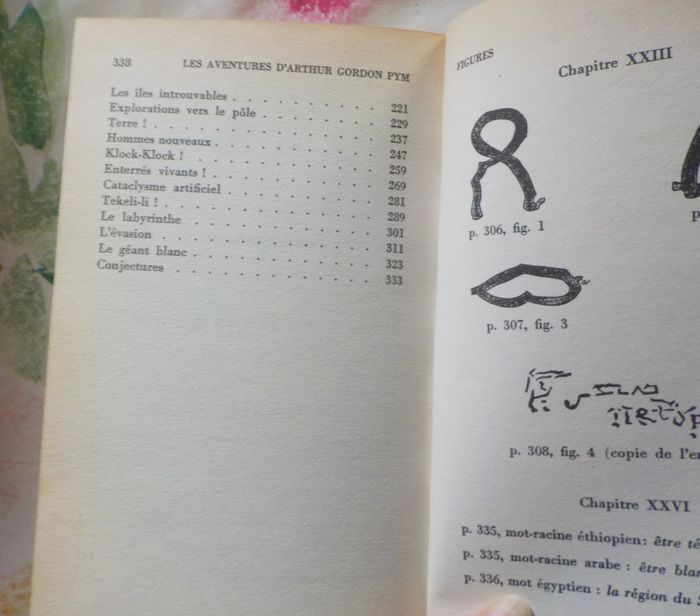 338 LES AVENTURES D'ARTHUR GORDON PYM
Les îles introuvables . . . . . . . . . . 221
Explorations vers le pôle . . . . . . . . 229
Terre ! . . . . . . . . . . . . . . 237
Hommes nouveaux . . . . . . . . . . . 247
Klock-Klock ! . . . . . . . . . . . . 259
Enterrés vivants ! . . . . . . . . . . . 269
Cataclysme artificiel . . . . . . . . . . 281
Tekeli-li ! . . . . . . . . . . . . . 289
Le labyrinthe . . . . . . . . . . . . 301
L'évasion . . . . . . . . . . . . . 311
Le géant blanc . . . . . . . . . . . . 323
Conjectures . . . . . . . . . . . . 333
FIGURES
Chapitre XXIII
p. 306, fig. 1
p. 307, fig. 3
p. 308, fig. 4 (copie de l'
Chapitre XXVI
p. 335, mot-racine éthiopien : être
p. 335, mot-racine arabe : être
p. 336, mot égyptien : la région du